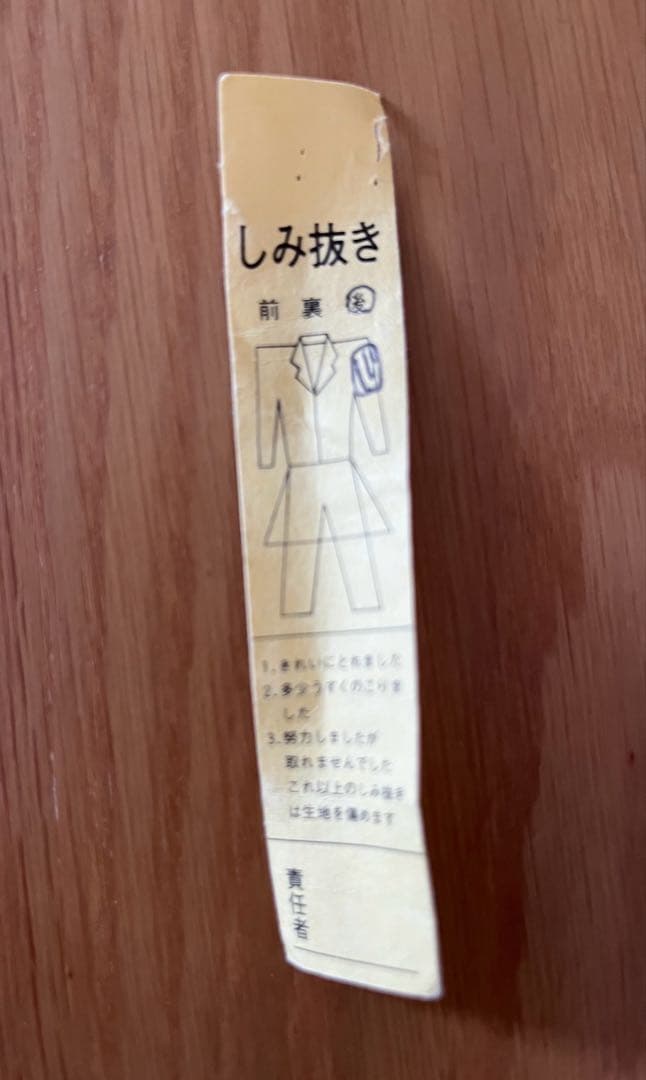 しみ抜き
前 裏 後
1.きれいにとれました
2.多少うすくのこりま
した
3.努力しましたが
取れませんでした
これ以上のしみ抜き
は生地を傷めます
責任者